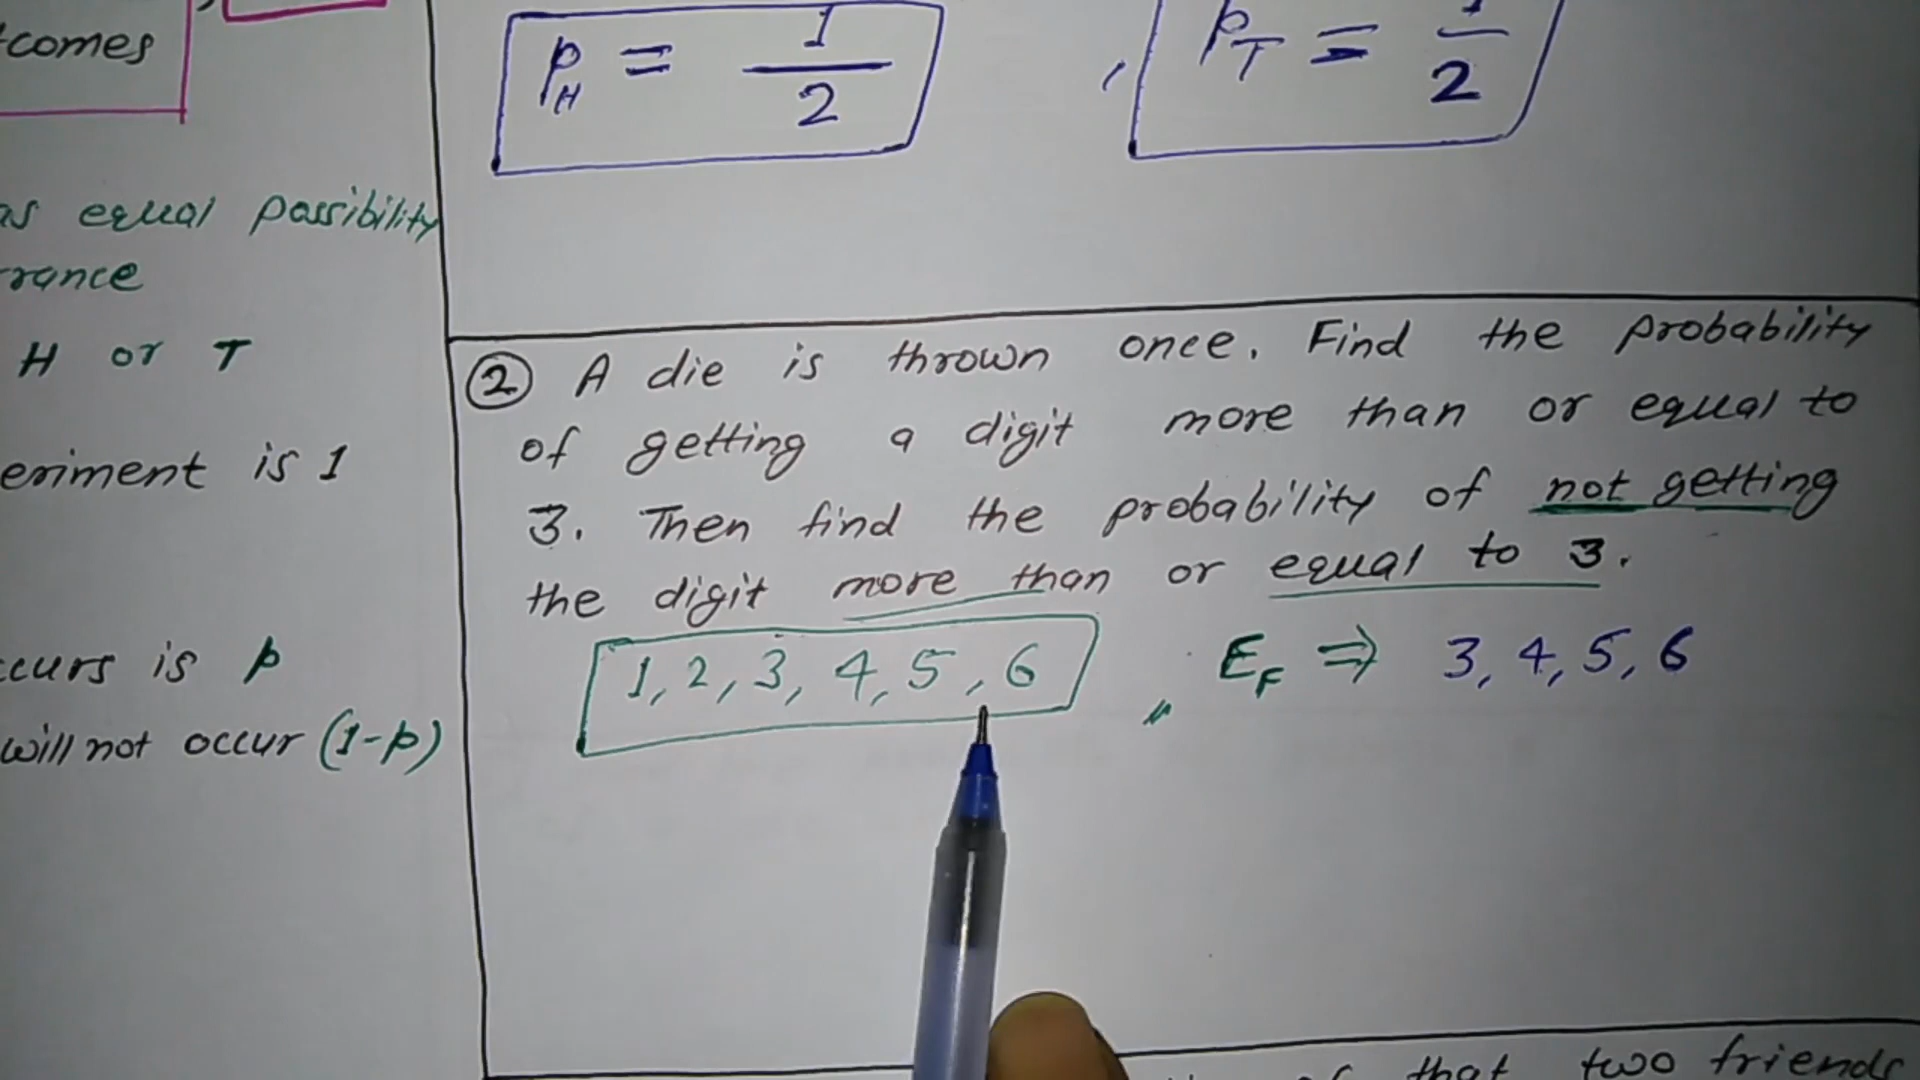 comes
as equal possibility
rance
H or T
eriment is 1
curs is p
will not occur (1-p)
P_H = 1/2 , P_T = 1/2
② A die is thrown once. Find the probability
of getting a digit more than or equal to
3. Then find the probability of not getting
the digit more than or equal to 3.
1, 2, 3, 4, 5, 6 , E_F ⇒ 3, 4, 5, 6
that two friends